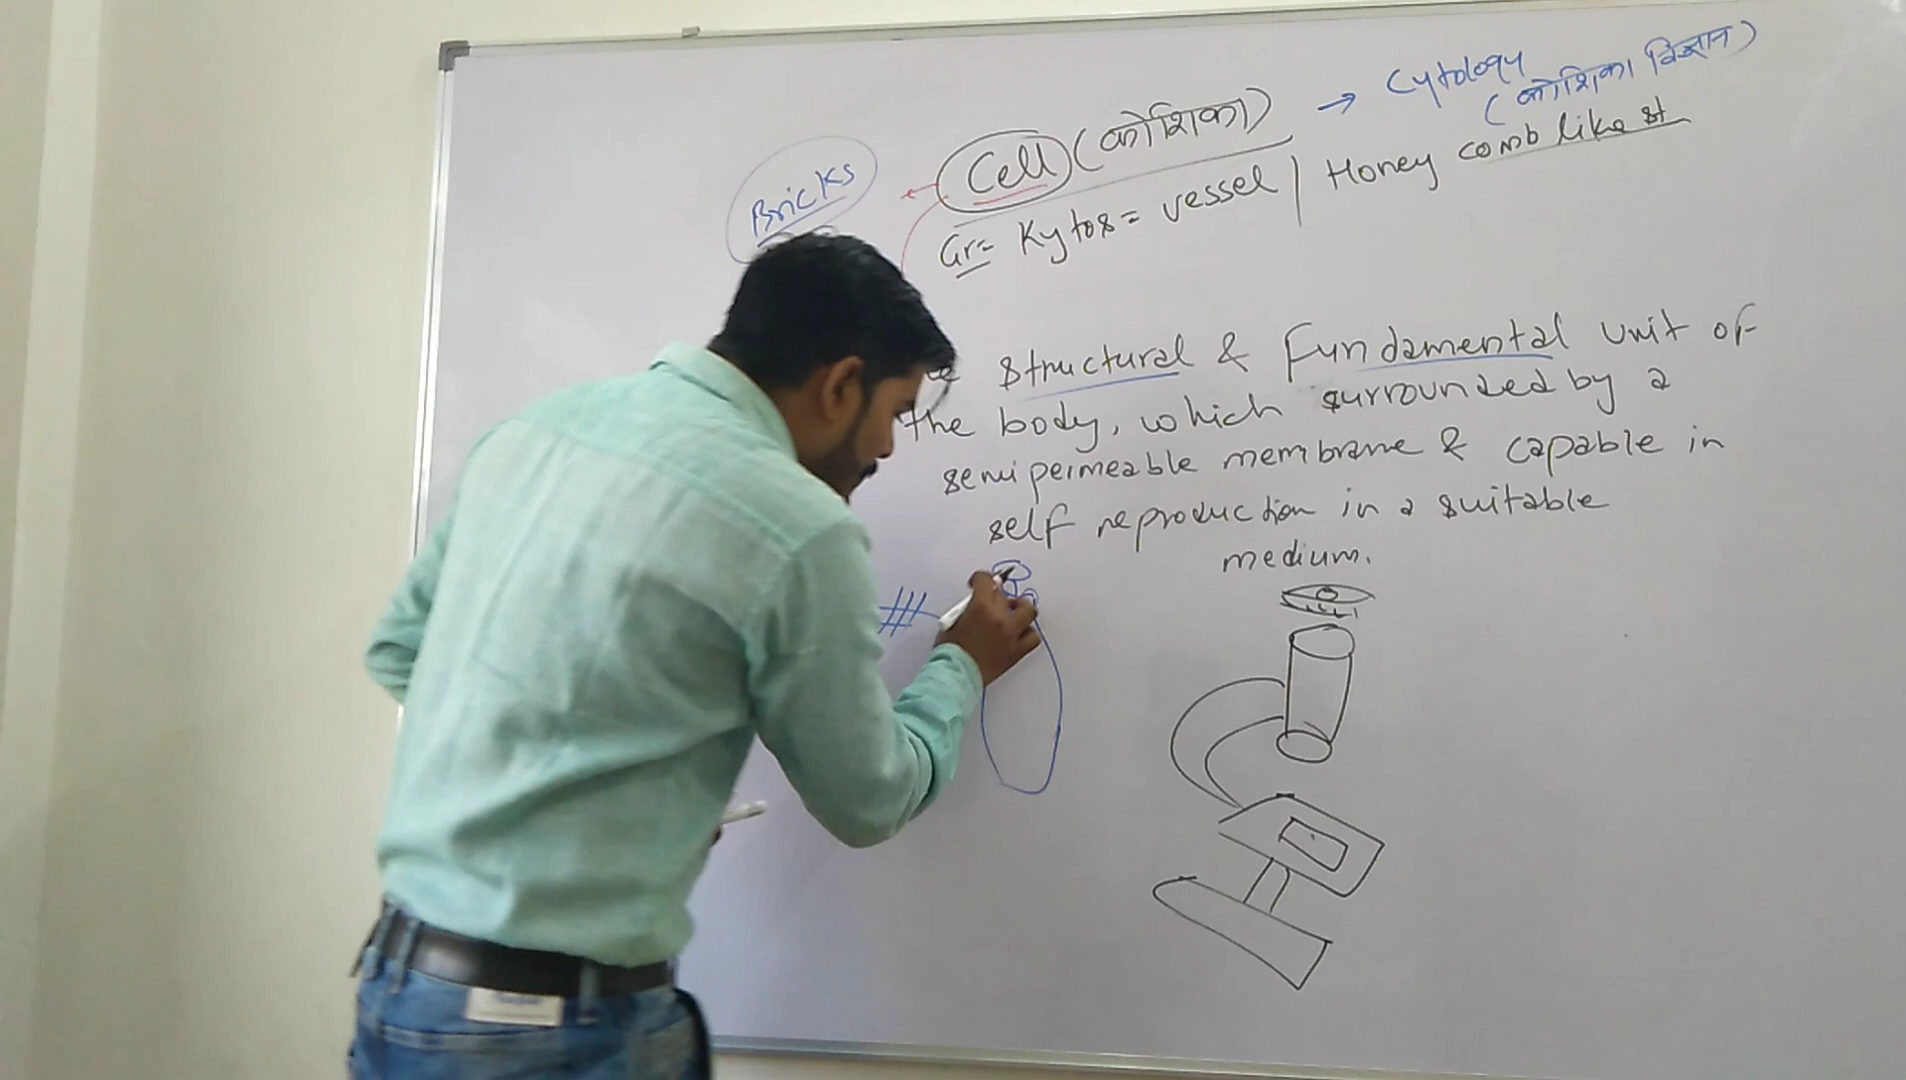 → Cytology
(कोशिका विज्ञान)
Bricks
Cell (कोशिका)
Gr= Kytos= vessel | Honey comb like st
structural & Fundamental unit of
the body, which surrounded by a
semipermeable membrane & capable in
self reproduction in a suitable
medium.